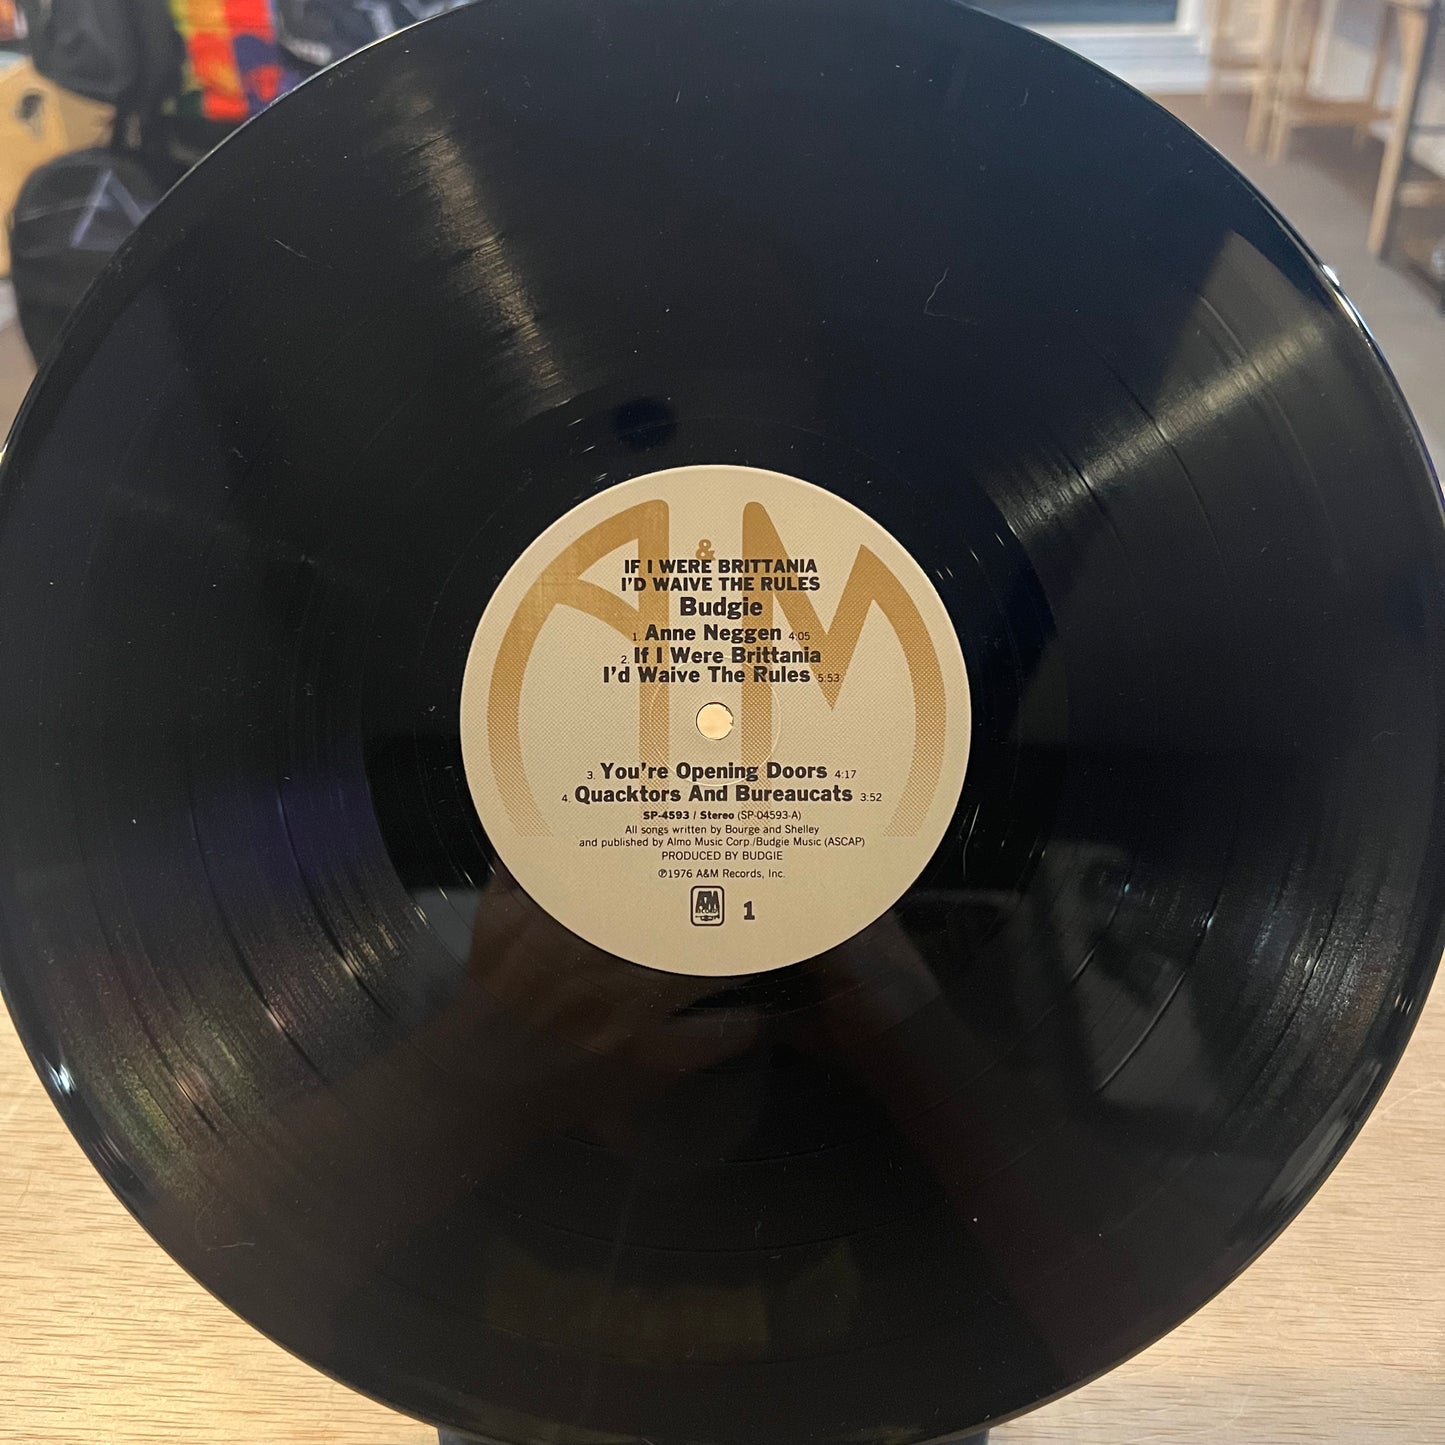 A&M
IF I WERE BRITTANIA
I'D WAIVE THE RULES
Budgie
1. Anne Neggen 4:05
2. If I Were Brittania
I'd Waive The Rules 5:53
3. You're Opening Doors 4:17
4. Quacktors And Bureaucats 3:52
SP-4593 / Stereo (SP-04593-A)
All songs written by Bourge and Shelley
and published by Almo Music Corp./Budgie Music (ASCAP)
PRODUCED BY BUDGIE
℗1976 A&M Records, Inc.
A&M RECORDS 1